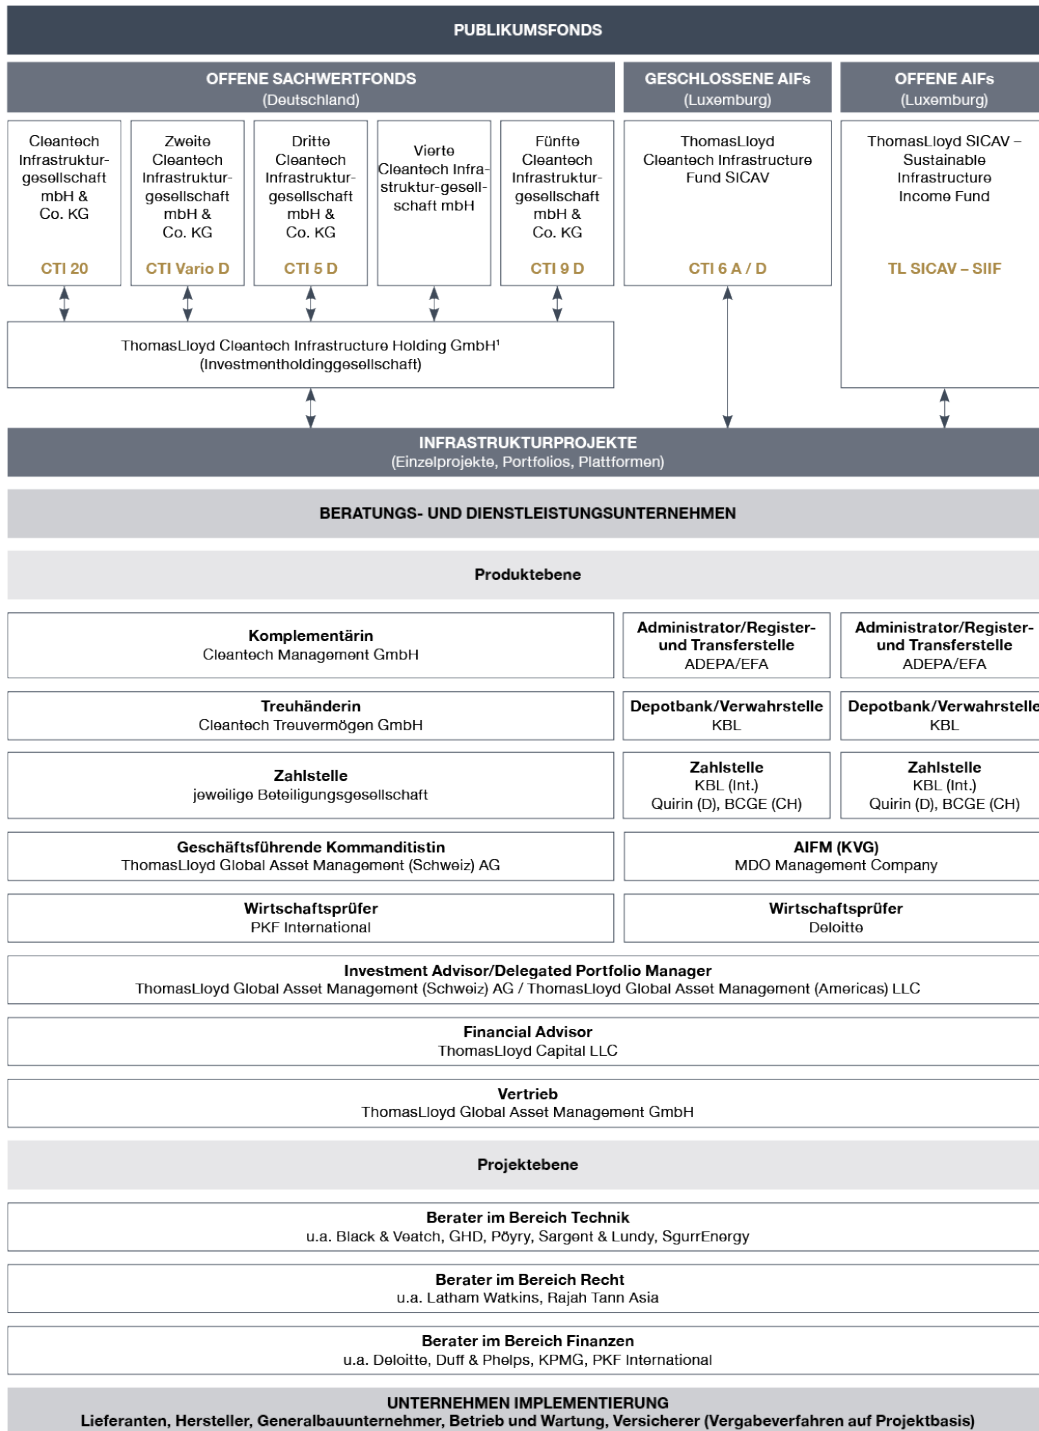 PUBLIKUMSFONDS
OFFENE SACHWERTFONDS
(Deutschland)
GESCHLOSSENE AIFs
(Luxemburg)
OFFENE AIFs
(Luxemburg)
Cleantech
Infrastruktur-
gesellschaft
mbH &
Co. KG
CTI 20
Zweite
Cleantech
Infrastruktur-
gesellschaft
mbH &
Co. KG
CTI Vario D
Dritte
Cleantech
Infrastruktur-
gesellschaft
mbH &
Co. KG
CTI 5 D
Vierte
Cleantech Infra-
struktur-gesell-
schaft mbH
Fünfte
Cleantech
Infrastruktur-
gesellschaft
mbH &
Co. KG
CTI 9 D
ThomasLloyd
Cleantech Infrastructure
Fund SICAV
CTI 6 A / D
ThomasLloyd SICAV –
Sustainable
Infrastructure
Income Fund
TL SICAV – SIIF
ThomasLloyd Cleantech Infrastructure Holding GmbH¹
(Investmentholdinggesellschaft)
INFRASTRUKTURPROJEKTE
(Einzelprojekte, Portfolios, Plattformen)
BERATUNGS- UND DIENSTLEISTUNGSUNTERNEHMEN
Produktebene
Komplementärin
Cleantech Management GmbH
Administrator/Register-
und Transferstelle
ADEPA/EFA
Administrator/Register-
und Transferstelle
ADEPA/EFA
Treuhänderin
Cleantech Treuvermögen GmbH
Depotbank/Verwahrstelle
KBL
Depotbank/Verwahrstelle
KBL
Zahlstelle
jeweilige Beteiligungsgesellschaft
Zahlstelle
KBL (Int.)
Quirin (D), BCGE (CH)
Zahlstelle
KBL (Int.)
Quirin (D), BCGE (CH)
Geschäftsführende Kommanditistin
ThomasLloyd Global Asset Management (Schweiz) AG
AIFM (KVG)
MDO Management Company
Wirtschaftsprüfer
PKF International
Wirtschaftsprüfer
Deloitte
Investment Advisor/Delegated Portfolio Manager
ThomasLloyd Global Asset Management (Schweiz) AG / ThomasLloyd Global Asset Management (Americas) LLC
Financial Advisor
ThomasLloyd Capital LLC
Vertrieb
ThomasLloyd Global Asset Management GmbH
Projektebene
Berater im Bereich Technik
u.a. Black & Veatch, GHD, Pöyry, Sargent & Lundy, SgurrEnergy
Berater im Bereich Recht
u.a. Latham Watkins, Rajah Tann Asia
Berater im Bereich Finanzen
u.a. Deloitte, Duff & Phelps, KPMG, PKF International
UNTERNEHMEN IMPLEMENTIERUNG
Lieferanten, Hersteller, Generalbauunternehmer, Betrieb und Wartung, Versicherer (Vergabeverfahren auf Projektbasis)